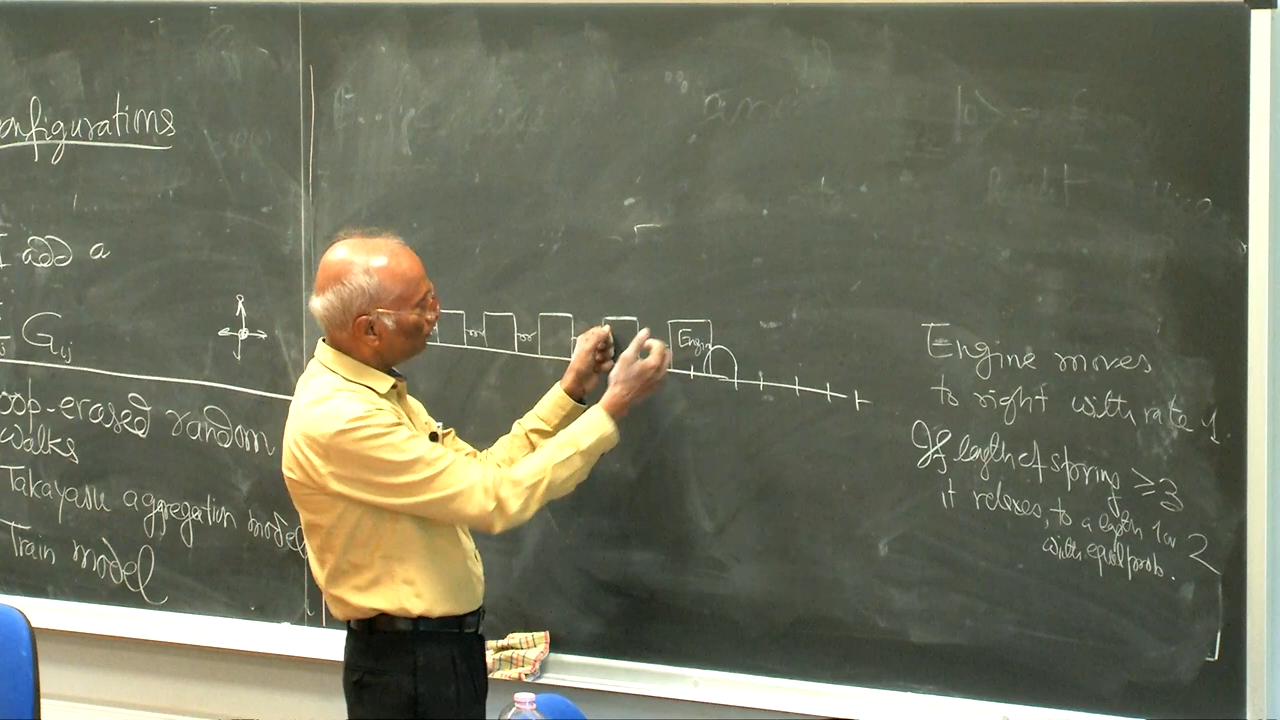 onfigurations
I add a
G_ij
oop-erased random
walks
Takayasu aggregation model
Train model
Engin
Engine moves
to right with rate 1.
If length of spring ≥3
it relaxes, to a length 1 or 2
with equal prob.